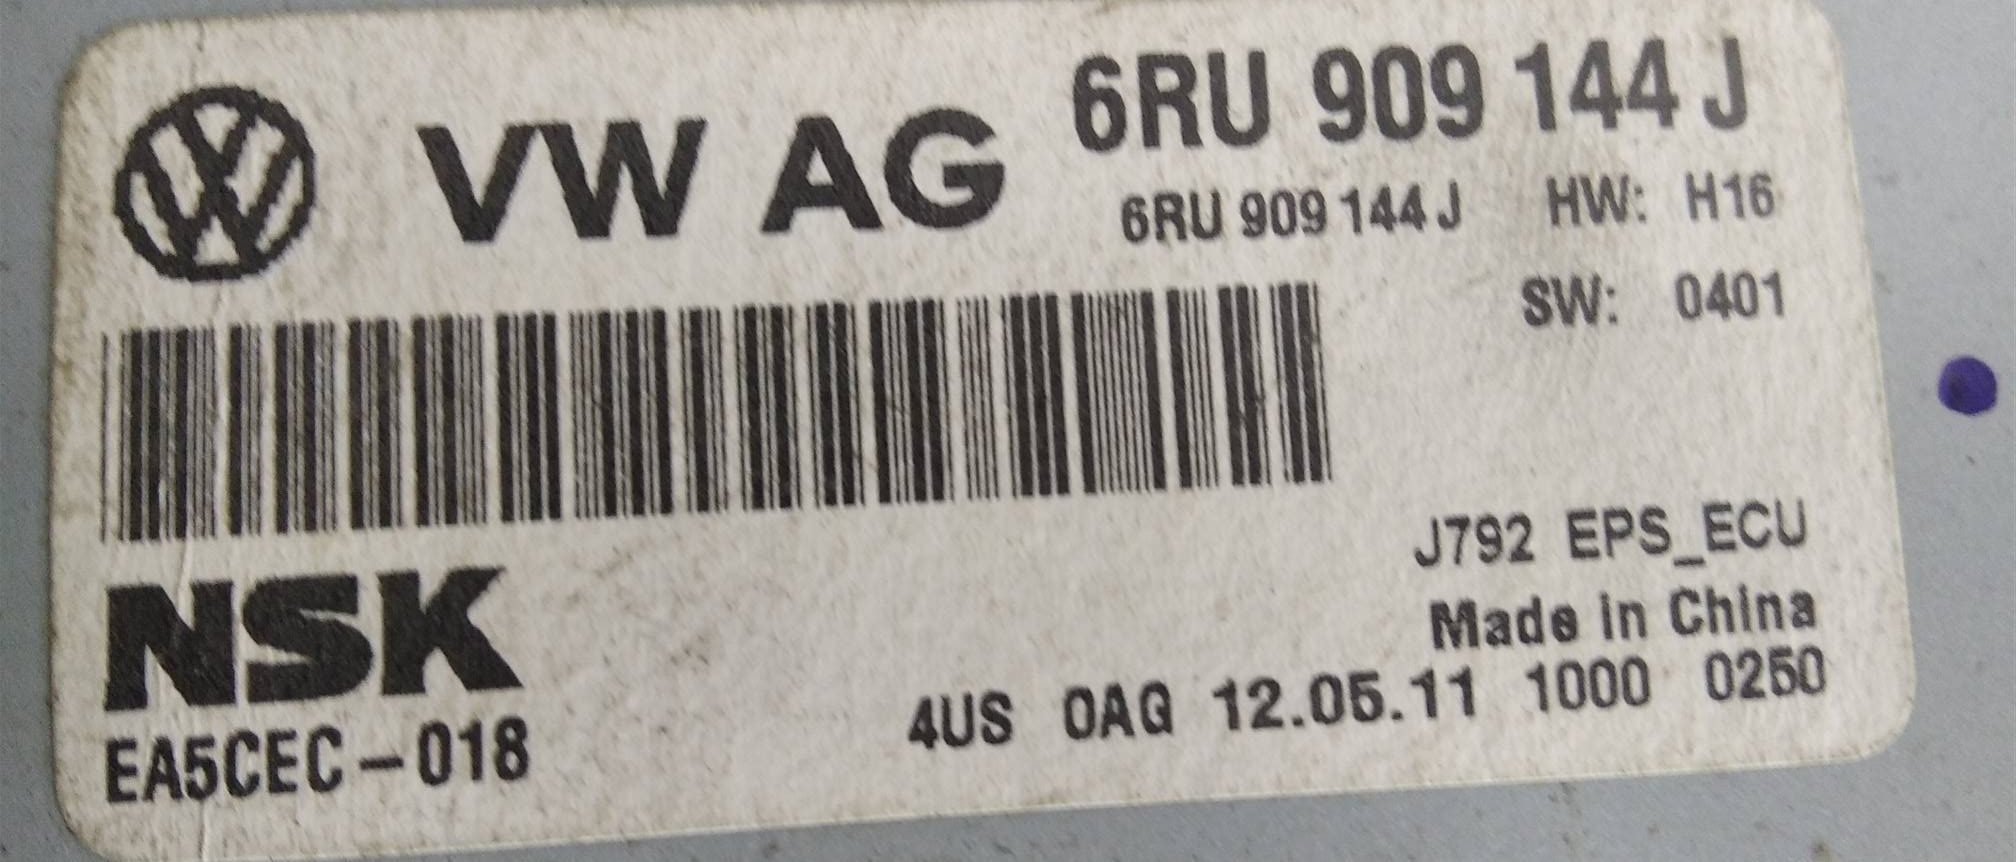 VW AG
6RU 909 144 J
6RU 909 144 J HW: H16
SW: 0401
J792 EPS_ECU
Made in China
NSK
EA5CEC-018
4US 0AG 12.05.11 1000 0250